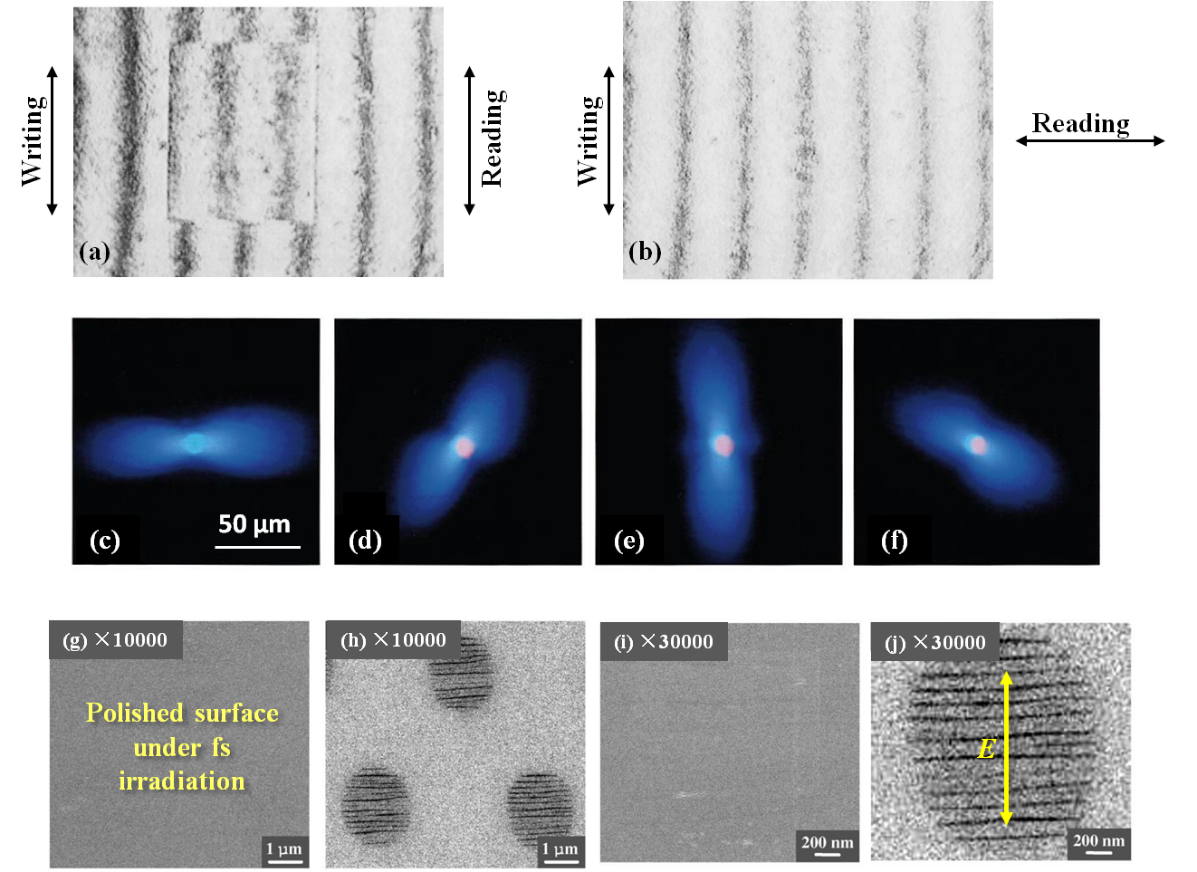 Writing
(a)
Reading
Writing
(b)
Reading
(c)
50 µm
(d)
(e)
(f)
(g) ×10000
Polished surface
under fs
irradiation
1 µm
(h) ×10000
1 µm
(i) ×30000
200 nm
(j) ×30000
E
200 nm